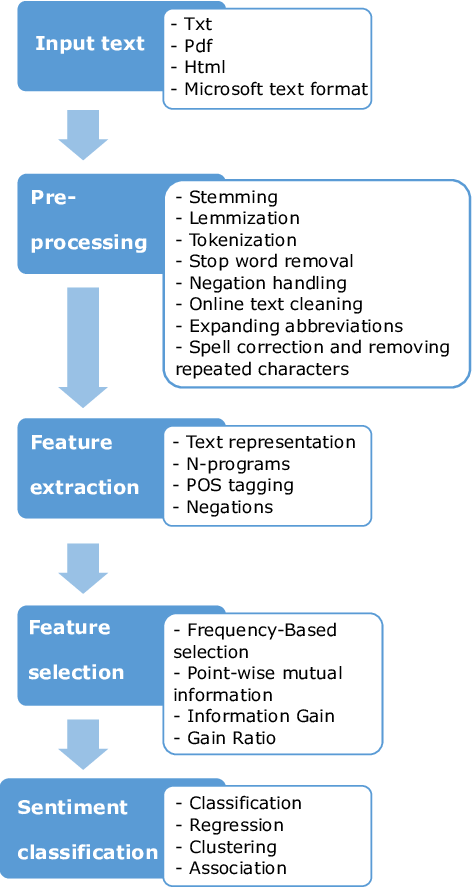 Input text
- Txt
- Pdf
- Html
- Microsoft text format
Pre-
processing
- Stemming
- Lemmization
- Tokenization
- Stop word removal
- Negation handling
- Online text cleaning
- Expanding abbreviations
- Spell correction and removing
repeated characters
Feature
extraction
- Text representation
- N-programs
- POS tagging
- Negations
Feature
selection
- Frequency-Based
selection
- Point-wise mutual
information
- Information Gain
- Gain Ratio
Sentiment
classification
- Classification
- Regression
- Clustering
- Association